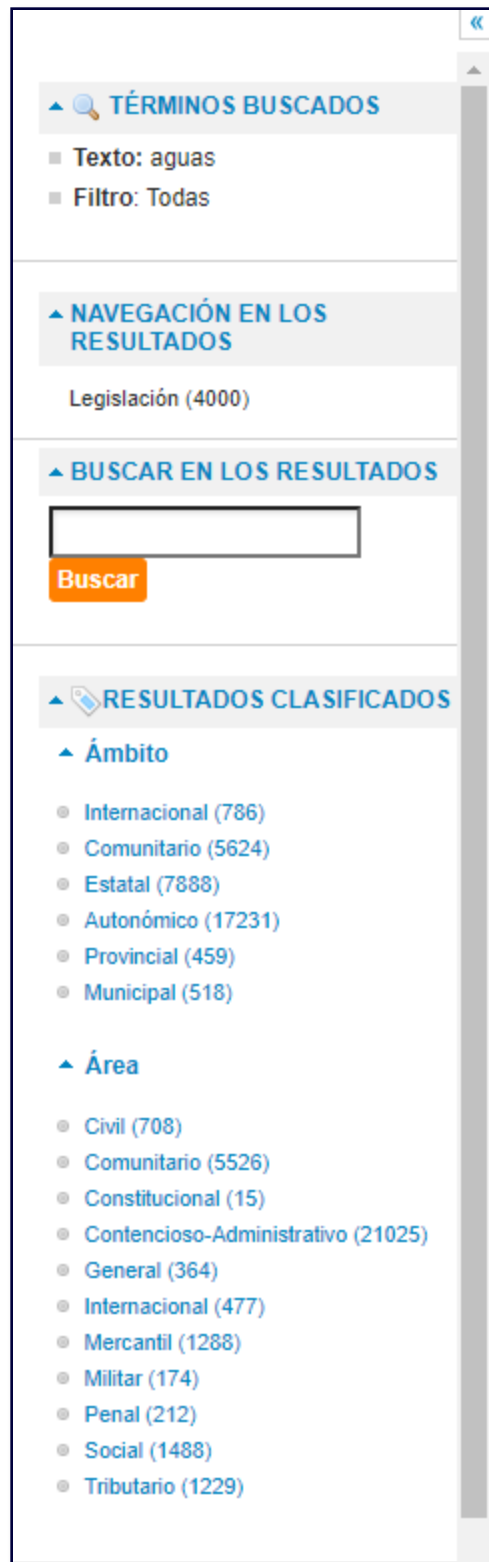 «
TÉRMINOS BUSCADOS
Texto: aguas
Filtro: Todas
NAVEGACIÓN EN LOS
RESULTADOS
Legislación (4000)
BUSCAR EN LOS RESULTADOS
Buscar
RESULTADOS CLASIFICADOS
Ámbito
Internacional (786)
Comunitario (5624)
Estatal (7888)
Autonómico (17231)
Provincial (459)
Municipal (518)
Área
Civil (708)
Comunitario (5526)
Constitucional (15)
Contencioso-Administrativo (21025)
General (364)
Internacional (477)
Mercantil (1288)
Militar (174)
Penal (212)
Social (1488)
Tributario (1229)